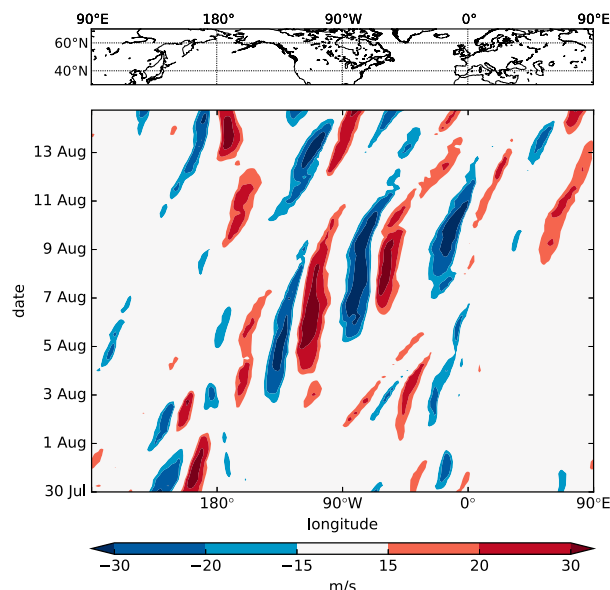 90°E 180° 90°W 0° 90°E
60°N
40°N
13 Aug
11 Aug
9 Aug
7 Aug
5 Aug
3 Aug
1 Aug
30 Jul
date
180° 90°W 0° 90°E
longitude
−30 −20 −15 15 20 30
m/s